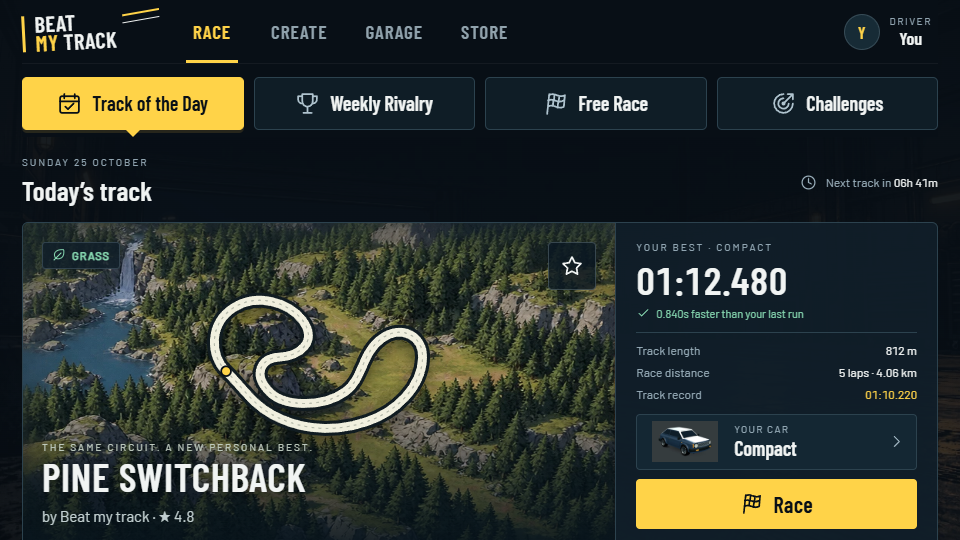 BEAT
MY TRACK
RACE
CREATE
GARAGE
STORE
Y
DRIVER
You
Track of the Day
Weekly Rivalry
Free Race
Challenges
SUNDAY 25 OCTOBER
Today’s track
Next track in 06h 41m
GRASS
THE SAME CIRCUIT. A NEW PERSONAL BEST.
PINE SWITCHBACK
by Beat my track · ★ 4.8
YOUR BEST · COMPACT
01:12.480
0.840s faster than your last run
Track length 812 m
Race distance 5 laps · 4.06 km
Track record 01:10.220
YOUR CAR
Compact
Race